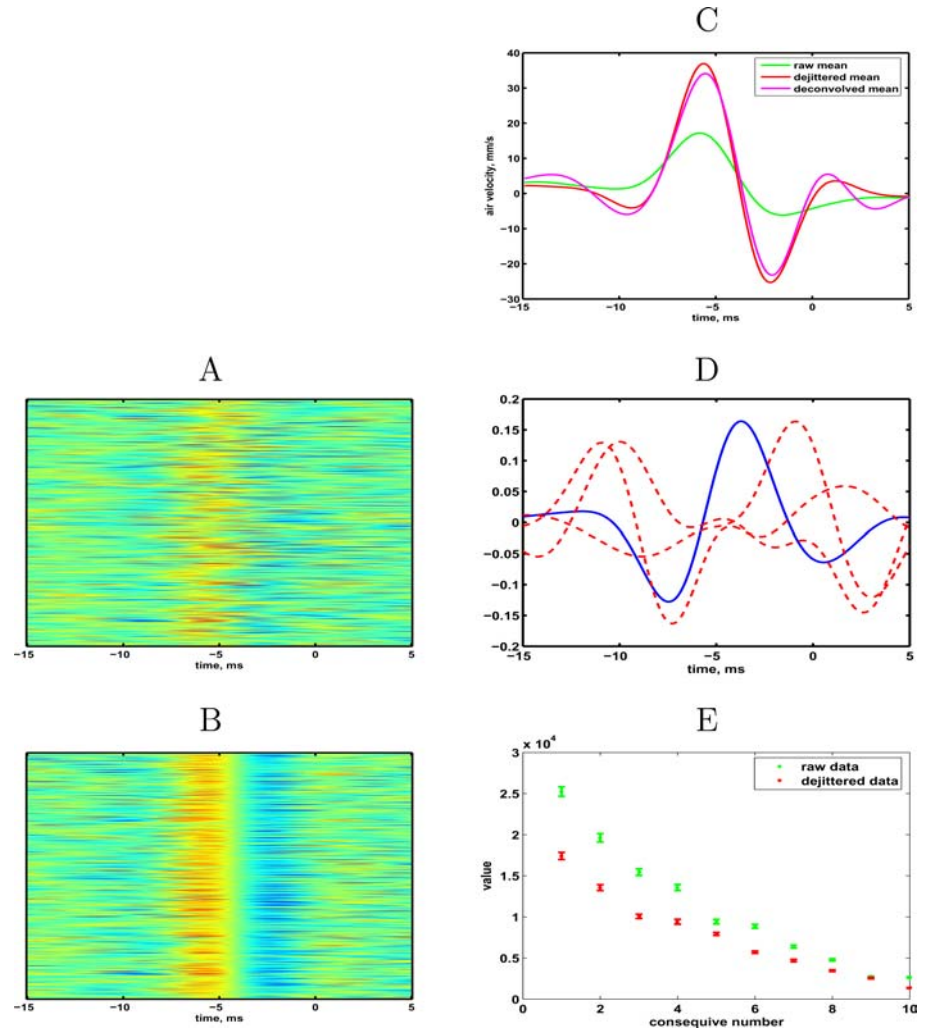 C
40
30
20
10
0
−10
−20
−30
air velocity, mm/s
raw mean
dejittered mean
deconvolved mean
−15 −10 −5 0 5
time, ms
A
−15 −10 −5 0 5
time, ms
D
0.2
0.15
0.1
0.05
0
−0.05
−0.1
−0.15
−0.2
−15 −10 −5 0 5
time, ms
B
−15 −10 −5 0 5
time, ms
E
× 10⁴
3
2.5
2
1.5
1
0.5
0
value
raw data
dejittered data
0 2 4 6 8 10
consequive number